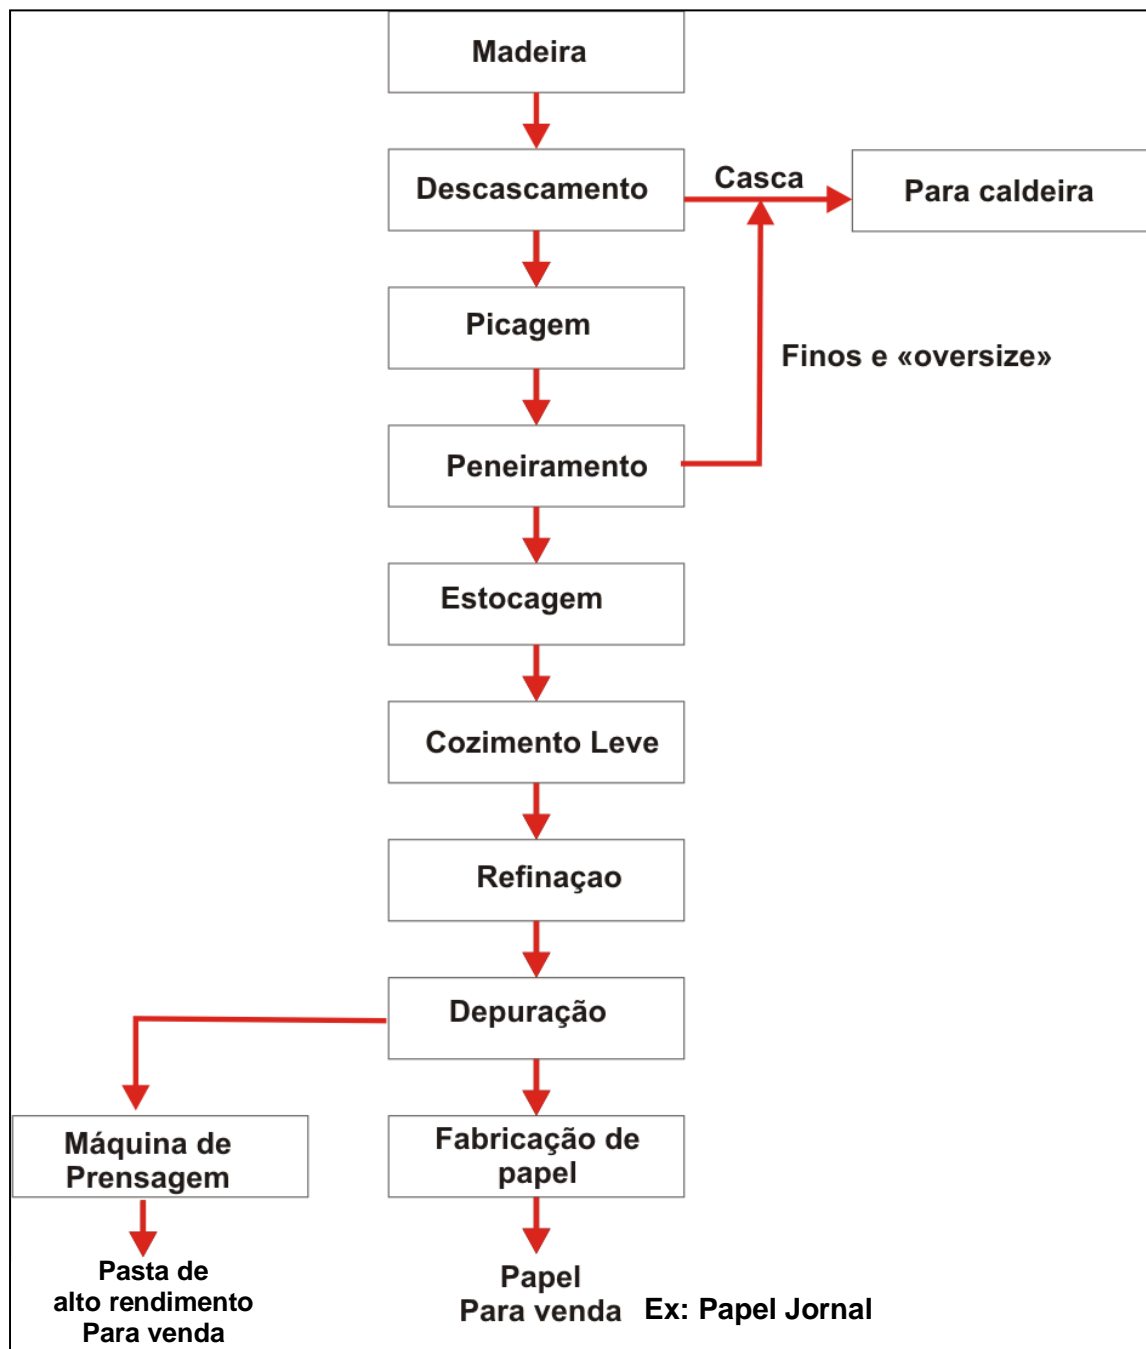 Madeira
Descascamento
Casca
Para caldeira
Picagem
Finos e «oversize»
Peneiramento
Estocagem
Cozimento Leve
Refinaçao
Depuração
Máquina de
Prensagem
Fabricação de
papel
Pasta de
alto rendimento
Para venda
Papel
Para venda
Ex: Papel Jornal